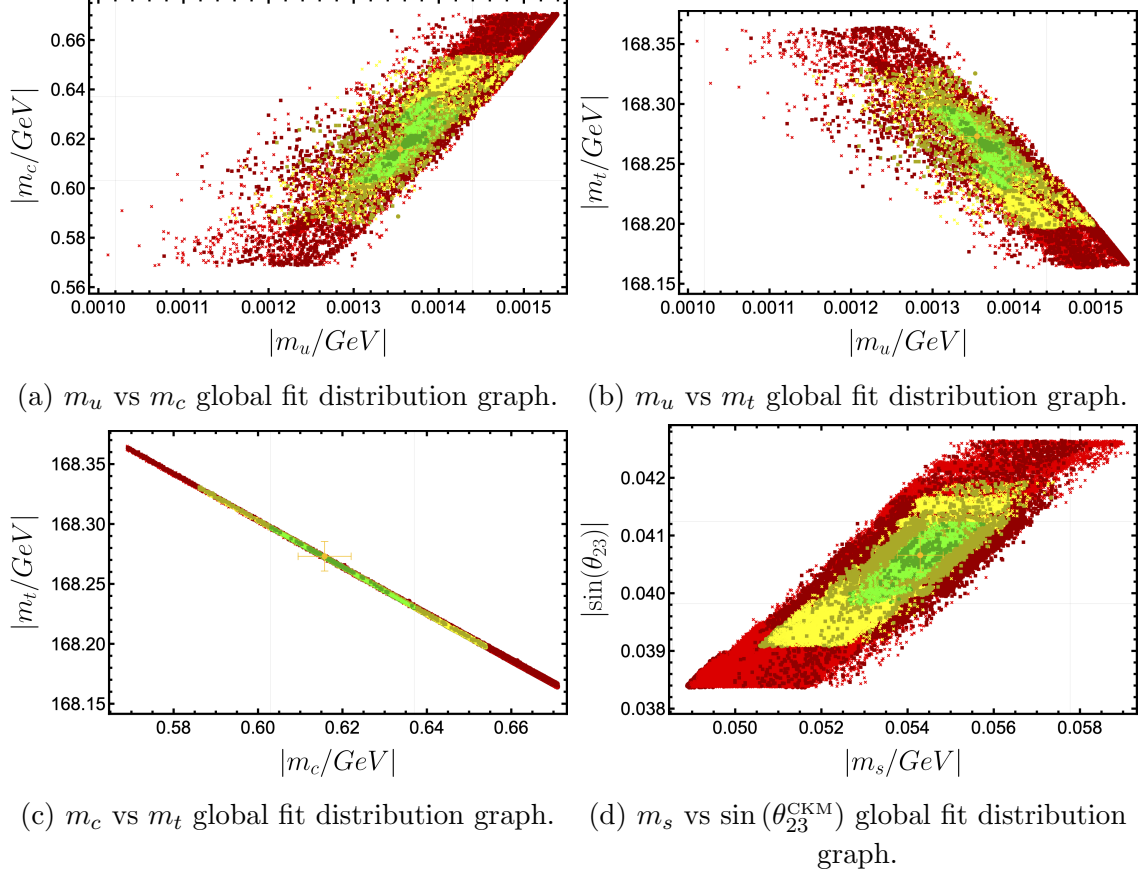 0.66
0.64
0.62
0.60
0.58
0.56
|m_c/GeV|
0.0010 0.0011 0.0012 0.0013 0.0014 0.0015
|m_u/GeV|
168.35
168.30
168.25
168.20
168.15
|m_t/GeV|
0.0010 0.0011 0.0012 0.0013 0.0014 0.0015
|m_u/GeV|
(a) m_u vs m_c global fit distribution graph.
(b) m_u vs m_t global fit distribution graph.
168.35
168.30
168.25
168.20
168.15
|m_t/GeV|
0.58 0.60 0.62 0.64 0.66
|m_c/GeV|
0.042
0.041
0.040
0.039
0.038
|sin(θ_23)|
0.050 0.052 0.054 0.056 0.058
|m_s/GeV|
(c) m_c vs m_t global fit distribution graph.
(d) m_s vs sin (θ_23^CKM) global fit distribution
graph.